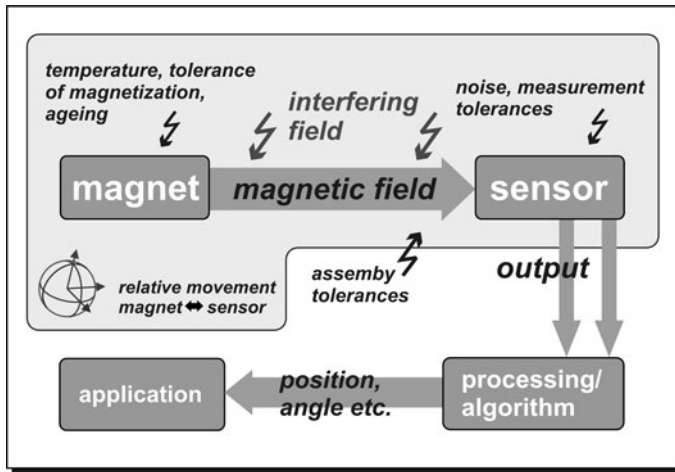 temperature, tolerance
of magnetization,
ageing
interfering
field
noise, measurement
tolerances
magnet
magnetic field
sensor
relative movement
magnet ⬌ sensor
assemby
tolerances
output
application
position,
angle etc.
processing/
algorithm